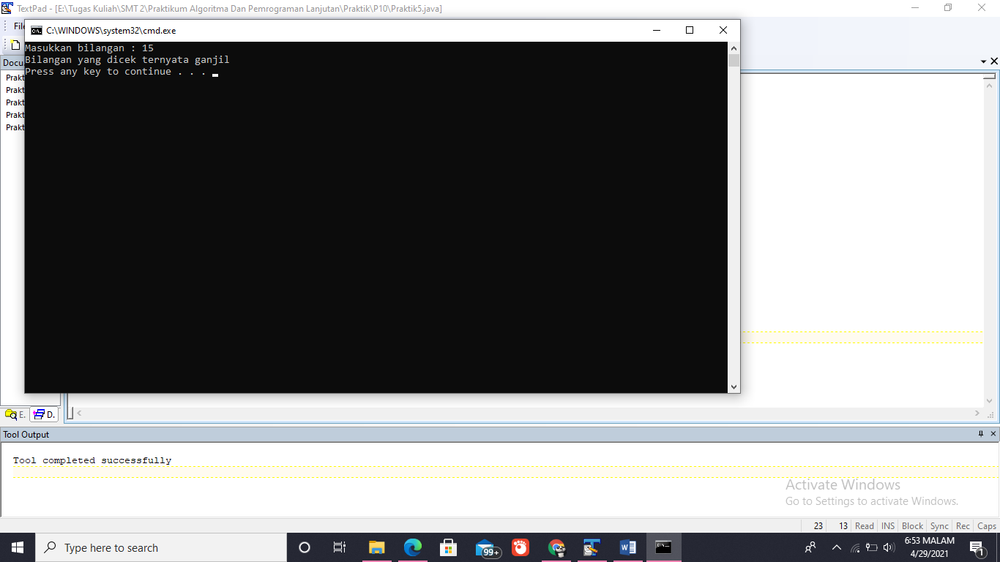 TextPad - [E:\Tugas Kuliah\SMT 2\Praktikum Algoritma Dan Pemrograman Lanjutan\Praktik\P10\Praktik5.java]
File
C:\WINDOWS\system32\cmd.exe
Masukkan bilangan : 15
Bilangan yang dicek ternyata ganjil
Press any key to continue . . .
Docu
Prakt
Prakt
Prakt
Prakt
Prakt
E. D.
Tool Output
Tool completed successfully
Activate Windows
Go to Settings to activate Windows.
23 13 Read INS Block Sync Rec Caps
Type here to search
99+
6:53 MALAM
4/29/2021
1